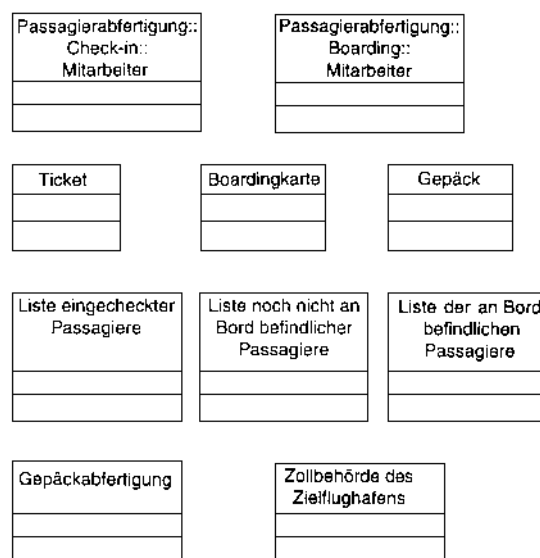 Passagierabfertigung::
Check-in::
Mitarbeiter
Passagierabfertigung::
Boarding::
Mitarbeiter
Ticket
Boardingkarte
Gepäck
Liste eingecheckter
Passagiere
Liste noch nicht an
Bord befindlicher
Passagiere
Liste der an Bord
befindlichen
Passagiere
Gepäckabfertigung
Zollbehörde des
Zielflughafens